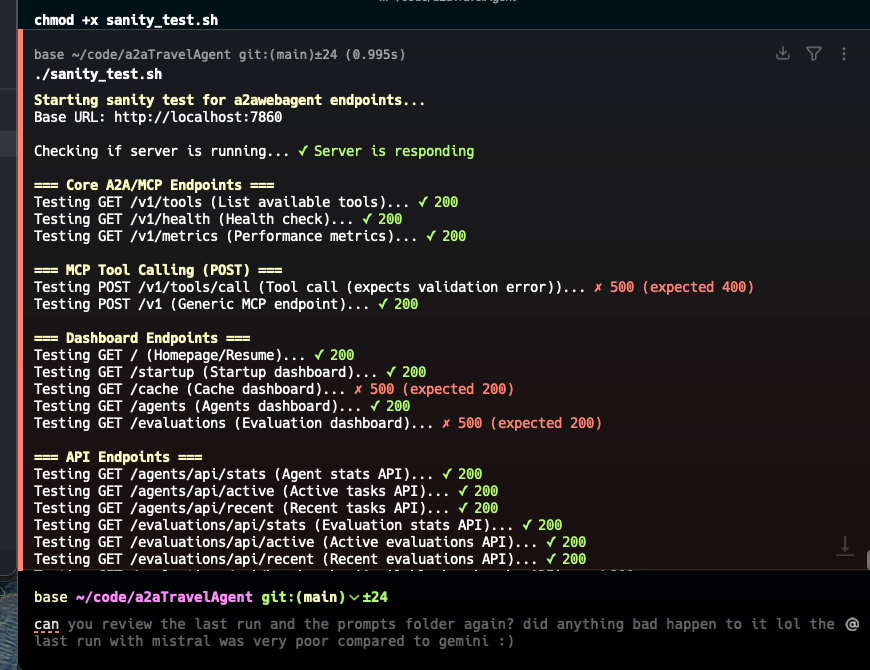 chmod +x sanity_test.sh
base ~/code/a2aTravelAgent git:(main)±24 (0.995s)
./sanity_test.sh
Starting sanity test for a2awebagent endpoints...
Base URL: http://localhost:7860
Checking if server is running... ✓ Server is responding
=== Core A2A/MCP Endpoints ===
Testing GET /v1/tools (List available tools)... ✓ 200
Testing GET /v1/health (Health check)... ✓ 200
Testing GET /v1/metrics (Performance metrics)... ✓ 200
=== MCP Tool Calling (POST) ===
Testing POST /v1/tools/call (Tool call (expects validation error))... ✗ 500 (expected 400)
Testing POST /v1 (Generic MCP endpoint)... ✓ 200
=== Dashboard Endpoints ===
Testing GET / (Homepage/Resume)... ✓ 200
Testing GET /startup (Startup dashboard)... ✓ 200
Testing GET /cache (Cache dashboard)... ✗ 500 (expected 200)
Testing GET /agents (Agents dashboard)... ✓ 200
Testing GET /evaluations (Evaluation dashboard)... ✗ 500 (expected 200)
=== API Endpoints ===
Testing GET /agents/api/stats (Agent stats API)... ✓ 200
Testing GET /agents/api/active (Active tasks API)... ✓ 200
Testing GET /agents/api/recent (Recent tasks API)... ✓ 200
Testing GET /evaluations/api/stats (Evaluation stats API)... ✓ 200
Testing GET /evaluations/api/active (Active evaluations API)... ✓ 200
Testing GET /evaluations/api/recent (Recent evaluations API)... ✓ 200
base ~/code/a2aTravelAgent git:(main) ±24
can you review the last run and the prompts folder again? did anything bad happen to it lol the @
last run with mistral was very poor compared to gemini :)